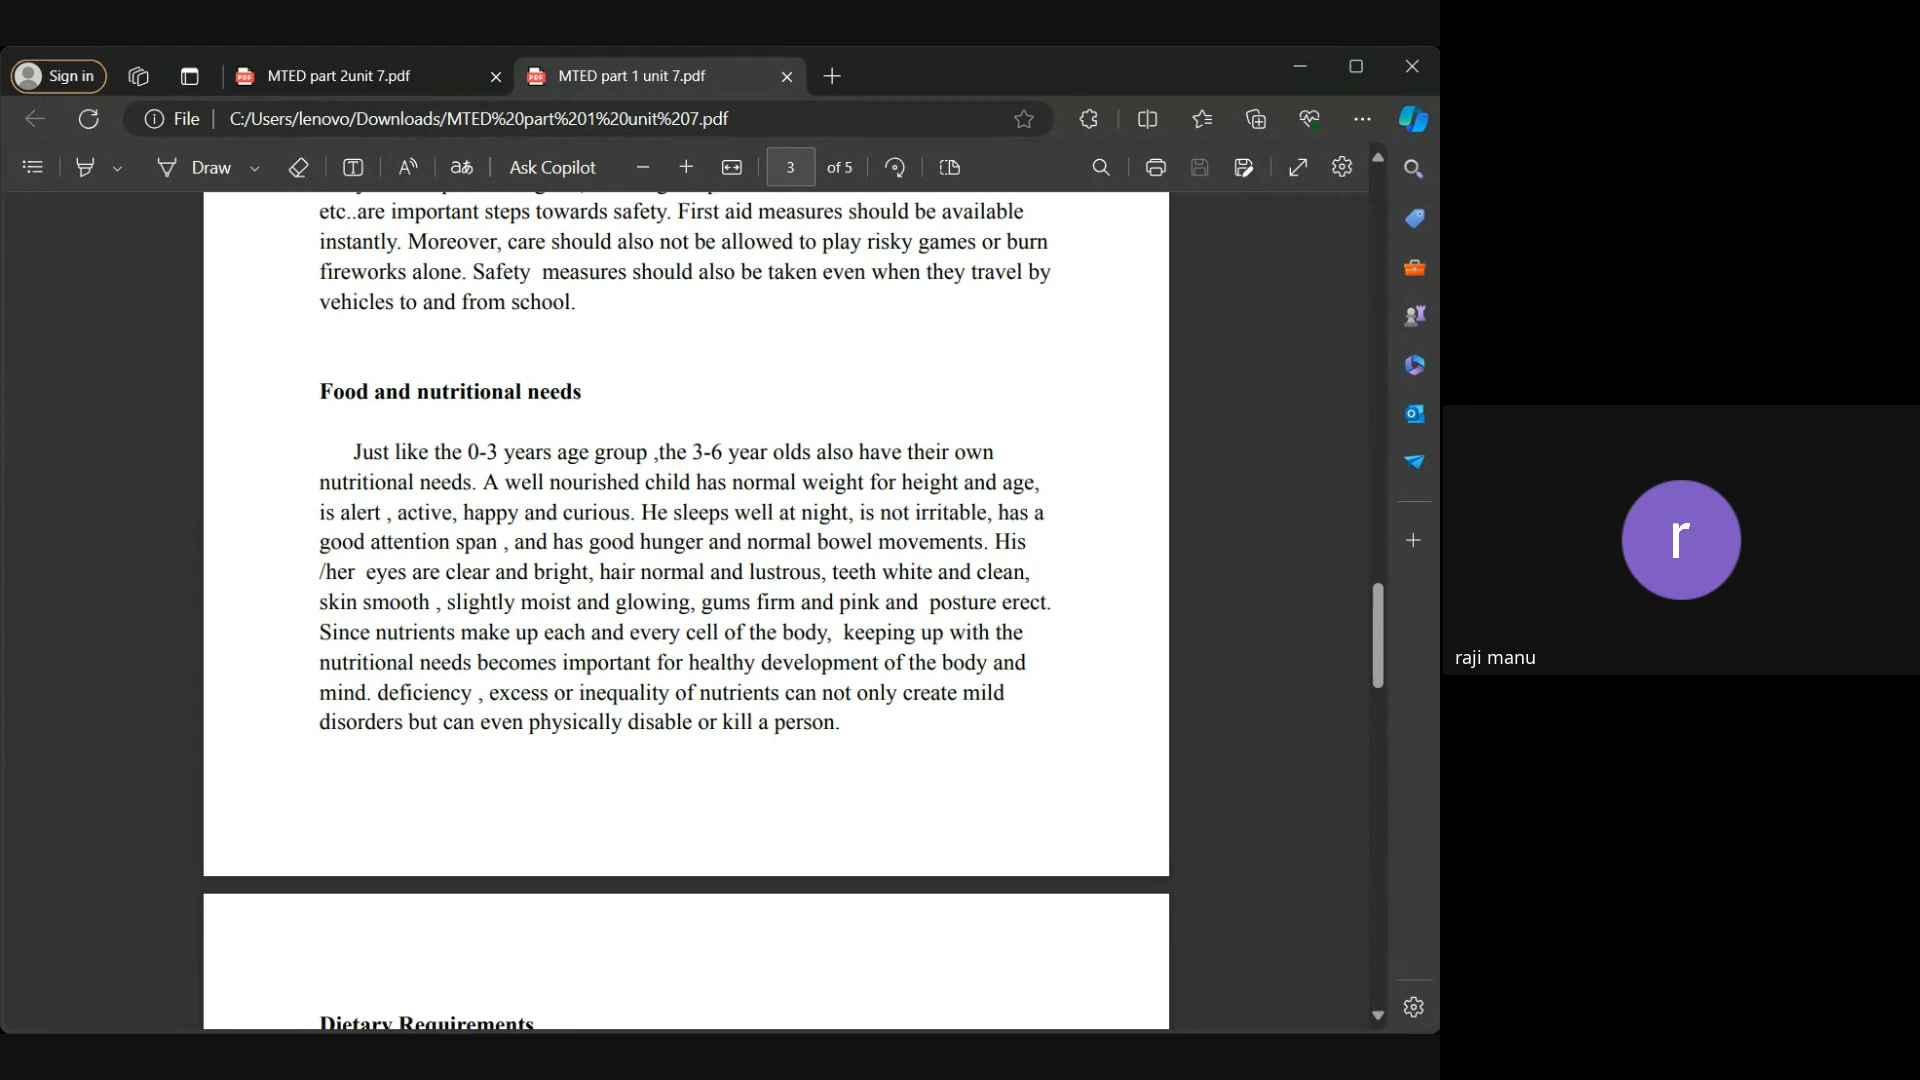 Sign in
MTED part 2unit 7.pdf
MTED part 1 unit 7.pdf
File
C:/Users/lenovo/Downloads/MTED%20part%201%20unit%207.pdf
Draw
Ask Copilot
3
of 5
etc..are important steps towards safety. First aid measures should be available
instantly. Moreover, care should also not be allowed to play risky games or burn
fireworks alone. Safety  measures should also be taken even when they travel by
vehicles to and from school.
Food and nutritional needs
Just like the 0-3 years age group ,the 3-6 year olds also have their own
nutritional needs. A well nourished child has normal weight for height and age,
is alert , active, happy and curious. He sleeps well at night, is not irritable, has a
good attention span , and has good hunger and normal bowel movements. His
/her  eyes are clear and bright, hair normal and lustrous, teeth white and clean,
skin smooth , slightly moist and glowing, gums firm and pink and  posture erect.
Since nutrients make up each and every cell of the body,  keeping up with the
nutritional needs becomes important for healthy development of the body and
mind. deficiency , excess or inequality of nutrients can not only create mild
disorders but can even physically disable or kill a person.
Dietary Requirements
r
raji manu